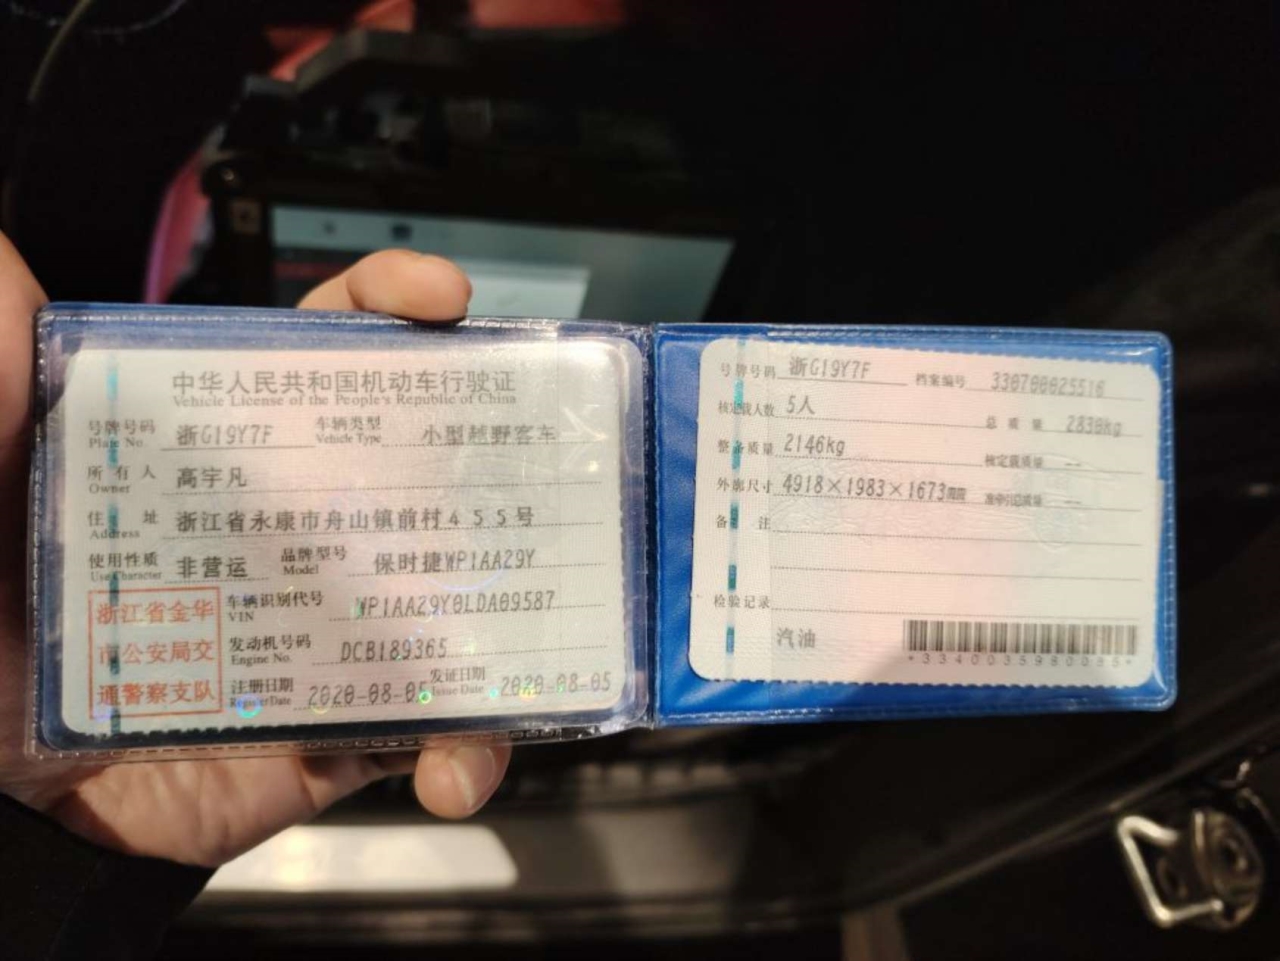 中华人民共和国机动车行驶证
Vehicle License of the People's Republic of China
号牌号码 浙G19Y7F 车辆类型 小型越野客车
Plate No. Vehicle Type
所有人 高宇凡
Owner
住址 浙江省永康市舟山镇前村455号
Address
使用性质 非营运 品牌型号 保时捷WP1AA29Y
Use Character Model
浙江省金华
市公安局交
通警察支队
车辆识别代号 WP1AA29Y0LDA09587
VIN
发动机号码 DCB189365
Engine No.
注册日期 2020-08-05 发证日期 2020-08-05
Register Date Issue Date
号牌号码 浙G19Y7F 档案编号 330700025516
核定载人数 5人 总质量 2830kg
整备质量 2146kg 核定载质量 --
外廓尺寸 4918×1983×1673mm 准牵引总质量 --
备注
检验记录
汽油
*3340035980085*